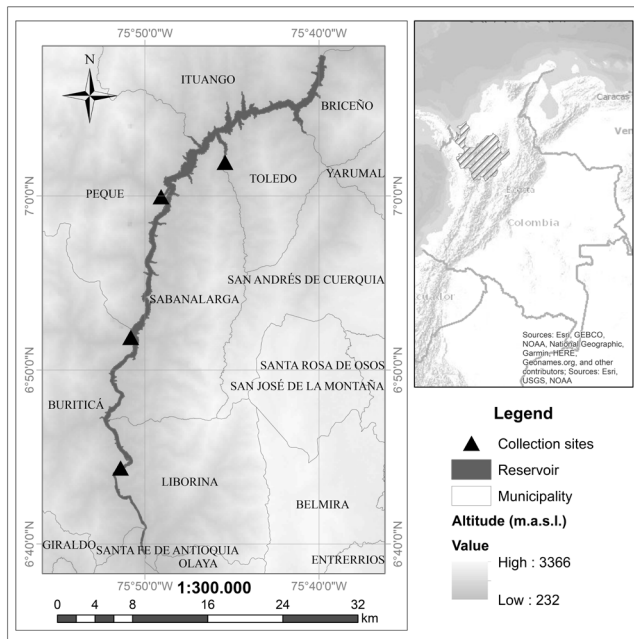 75°50'0"W 75°40'0"W
N
ITUANGO
BRICEÑO
YARUMAL
TOLEDO
PEQUE
7°0'0"N
7°0'0"N
SAN ANDRÉS DE CUERQUIA
SABANALARGA
SANTA ROSA DE OSOS
6°50'0"N
6°50'0"N
SAN JOSÉ DE LA MONTAÑA
BURITICÁ
LIBORINA
BELMIRA
6°40'0"N
6°40'0"N
GIRALDO
SANTA FE DE ANTIOQUIA
OLAYA
ENTRERRIOS
75°50'0"W 75°40'0"W
1:300.000
0 4 8 16 24 32
km
Caracas
Ven
Colombia
Sources: Esri, GEBCO,
NOAA, National Geographic,
Garmin, HERE,
Geonames.org, and other
contributors; Sources: Esri,
USGS, NOAA
Legend
Collection sites
Reservoir
Municipality
Altitude (m.a.s.l.)
Value
High : 3366
Low : 232